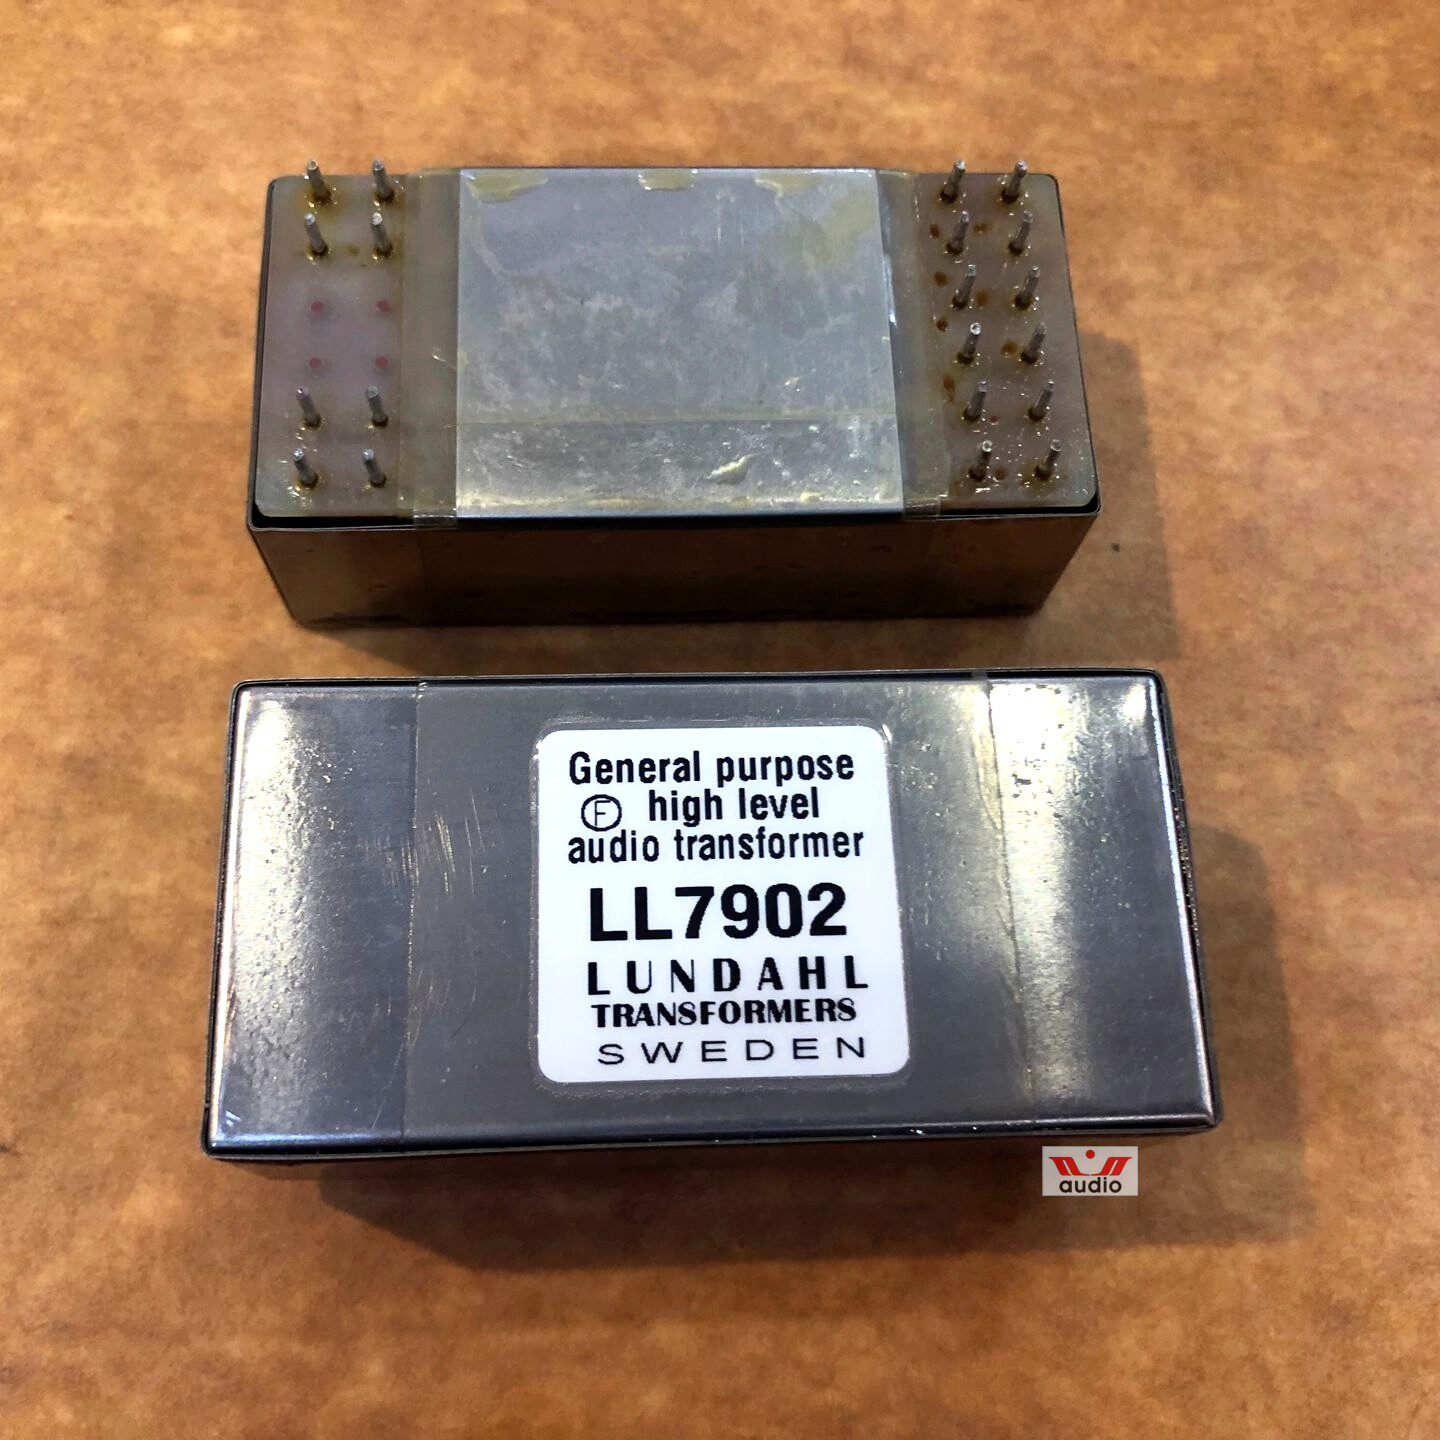 General purpose
Ⓕ high level
audio transformer
LL7902
LUNDAHL
TRANSFORMERS
SWEDEN
audio